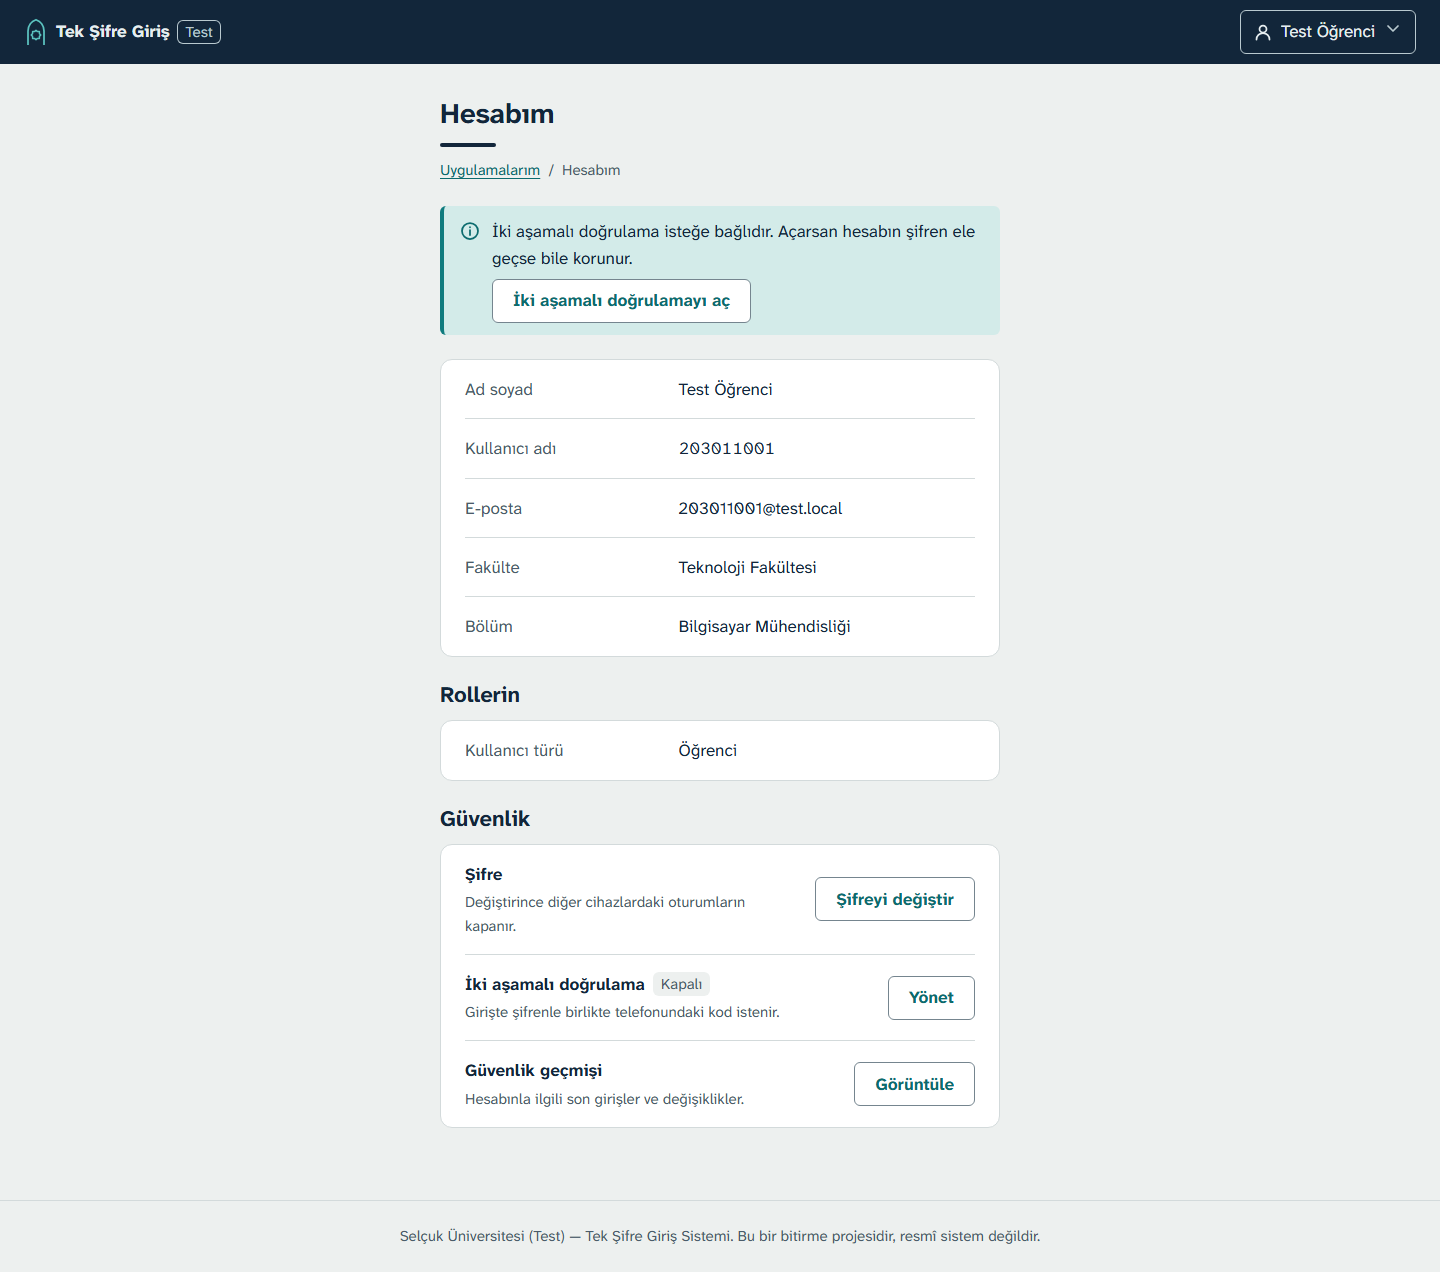 Tek Şifre Giriş Test
Test Öğrenci
Hesabım
Uygulamalarım / Hesabım
İki aşamalı doğrulama isteğe bağlıdır. Açarsan hesabın şifren ele
geçse bile korunur.
İki aşamalı doğrulamayı aç
Ad soyad Test Öğrenci
Kullanıcı adı 203011001
E-posta 203011001@test.local
Fakülte Teknoloji Fakültesi
Bölüm Bilgisayar Mühendisliği
Rollerin
Kullanıcı türü Öğrenci
Güvenlik
Şifre
Değiştirince diğer cihazlardaki oturumların
kapanır.
Şifreyi değiştir
İki aşamalı doğrulama Kapalı
Girişte şifrenle birlikte telefonundaki kod istenir.
Yönet
Güvenlik geçmişi
Hesabınla ilgili son girişler ve değişiklikler.
Görüntüle
Selçuk Üniversitesi (Test) — Tek Şifre Giriş Sistemi. Bu bir bitirme projesidir, resmî sistem değildir.